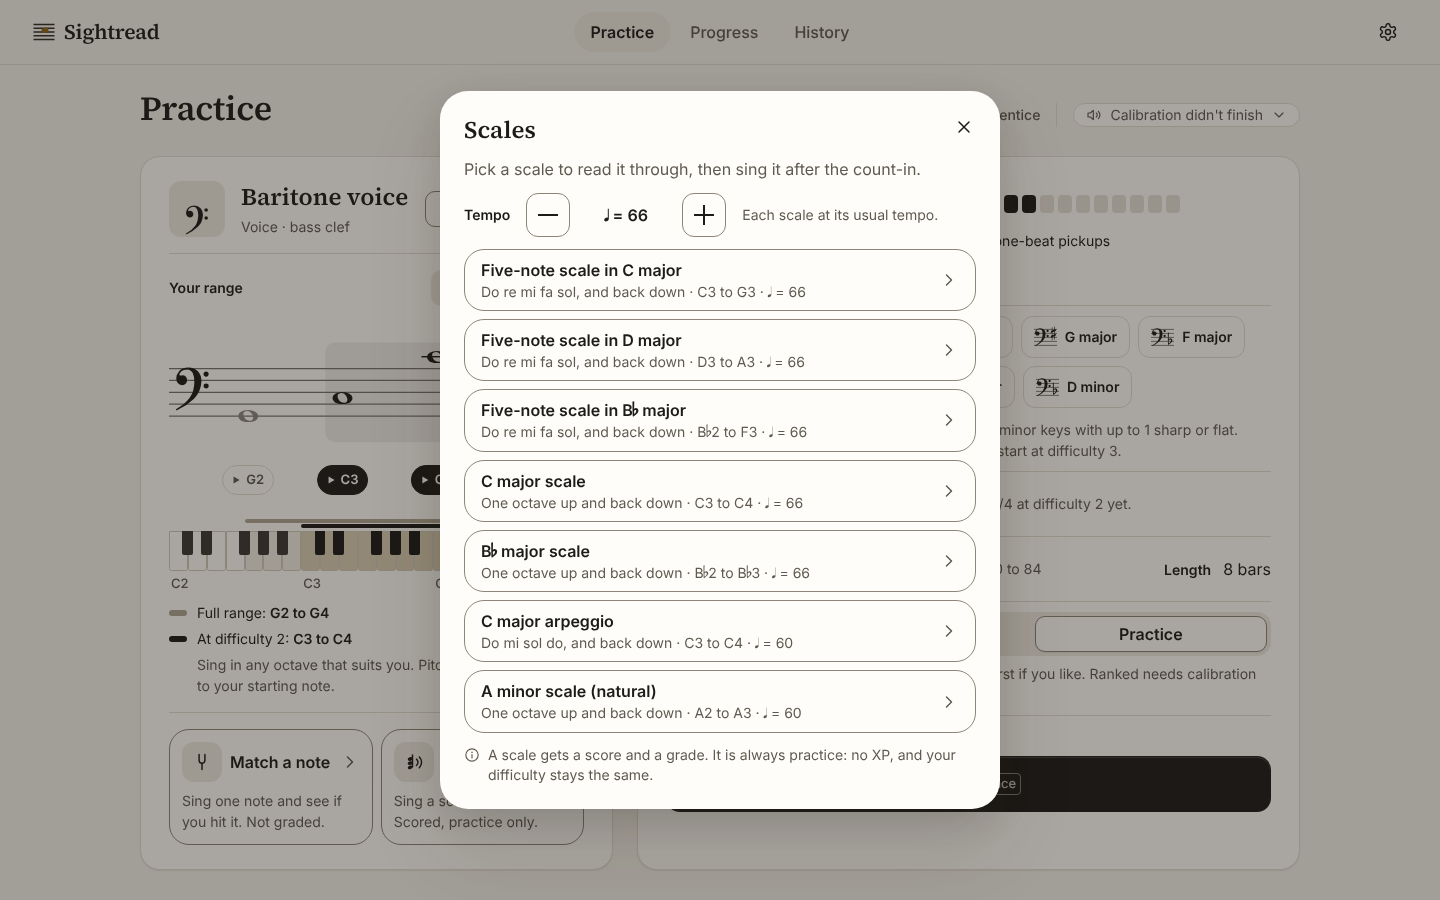 Sightread
Practice
Progress
History
Practice
Calibration didn't finish
Baritone voice
Voice · bass clef
Your range
G2
C3
C2
C3
Full range: G2 to G4
At difficulty 2: C3 to C4
Sing in any octave that suits you.
to your starting note.
Match a note
Sing one note and see if
you hit it. Not graded.
Sing a
Scored, practice only.
Scales
Pick a scale to read it through, then sing it after the count-in.
Tempo
♩ = 66
Each scale at its usual tempo.
Five-note scale in C major
Do re mi fa sol, and back down · C3 to G3 · ♩ = 66
Five-note scale in D major
Do re mi fa sol, and back down · D3 to A3 · ♩ = 66
Five-note scale in B♭ major
Do re mi fa sol, and back down · B♭2 to F3 · ♩ = 66
C major scale
One octave up and back down · C3 to C4 · ♩ = 66
B♭ major scale
One octave up and back down · B♭2 to B♭3 · ♩ = 66
C major arpeggio
Do mi sol do, and back down · C3 to C4 · ♩ = 60
A minor scale (natural)
One octave up and back down · A2 to A3 · ♩ = 60
A scale gets a score and a grade. It is always practice: no XP, and your
difficulty stays the same.
pickups
G major
F major
D minor
minor keys with up to 1 sharp or flat.
start at difficulty 3.
/4 at difficulty 2 yet.
to 84
Length
8 bars
Practice
if you like. Ranked needs calibration